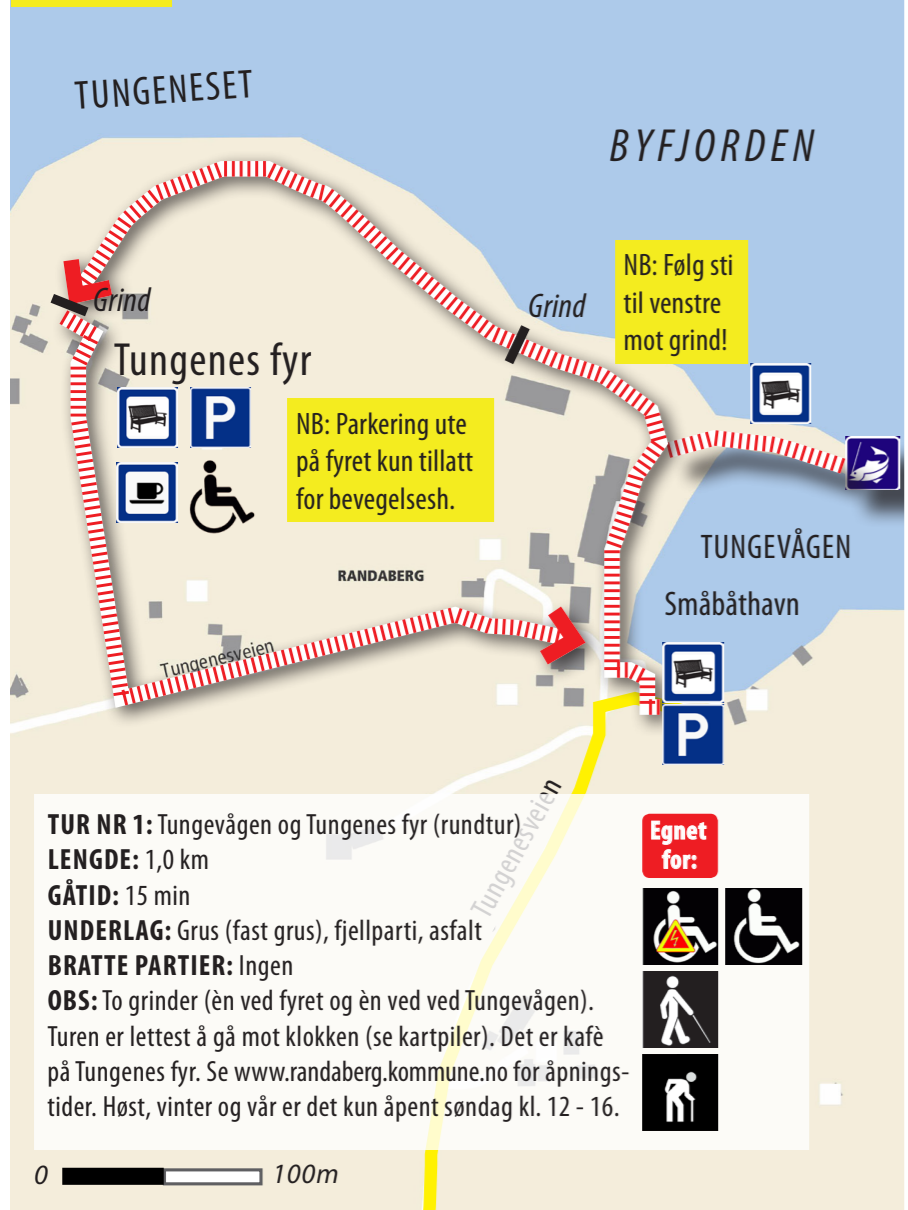 TUNGENESET
BYFJORDEN
NB: Følg sti
til venstre
mot grind!
Grind
Grind
Tungenes fyr
P
NB: Parkering ute
på fyret kun tillatt
for bevegelsesh.
TUNGEVÅGEN
RANDABERG
Småbåthavn
Tungenesveien
P
Tungenesveien
TUR NR 1: Tungevågen og Tungenes fyr (rundtur)
LENGDE: 1,0 km
GÅTID: 15 min
UNDERLAG: Grus (fast grus), fjellparti, asfalt
BRATTE PARTIER: Ingen
OBS: To grinder (èn ved fyret og èn ved ved Tungevågen).
Turen er lettest å gå mot klokken (se kartpiler). Det er kafè
på Tungenes fyr. Se www.randaberg.kommune.no for åpnings-
tider. Høst, vinter og vår er det kun åpent søndag kl. 12 - 16.
Egnet
for:
0 100m